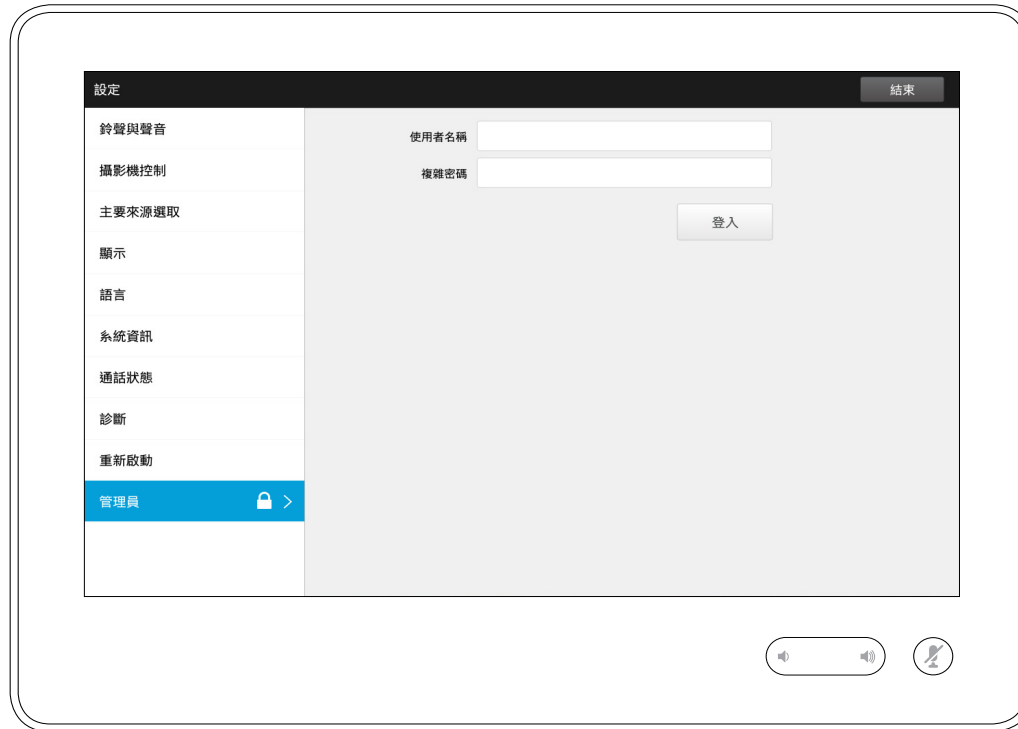 設定
結束
鈴聲與聲音
攝影機控制
主要來源選取
顯示
語言
系統資訊
通話狀態
診斷
重新啟動
管理員
使用者名稱
複雜密碼
登入